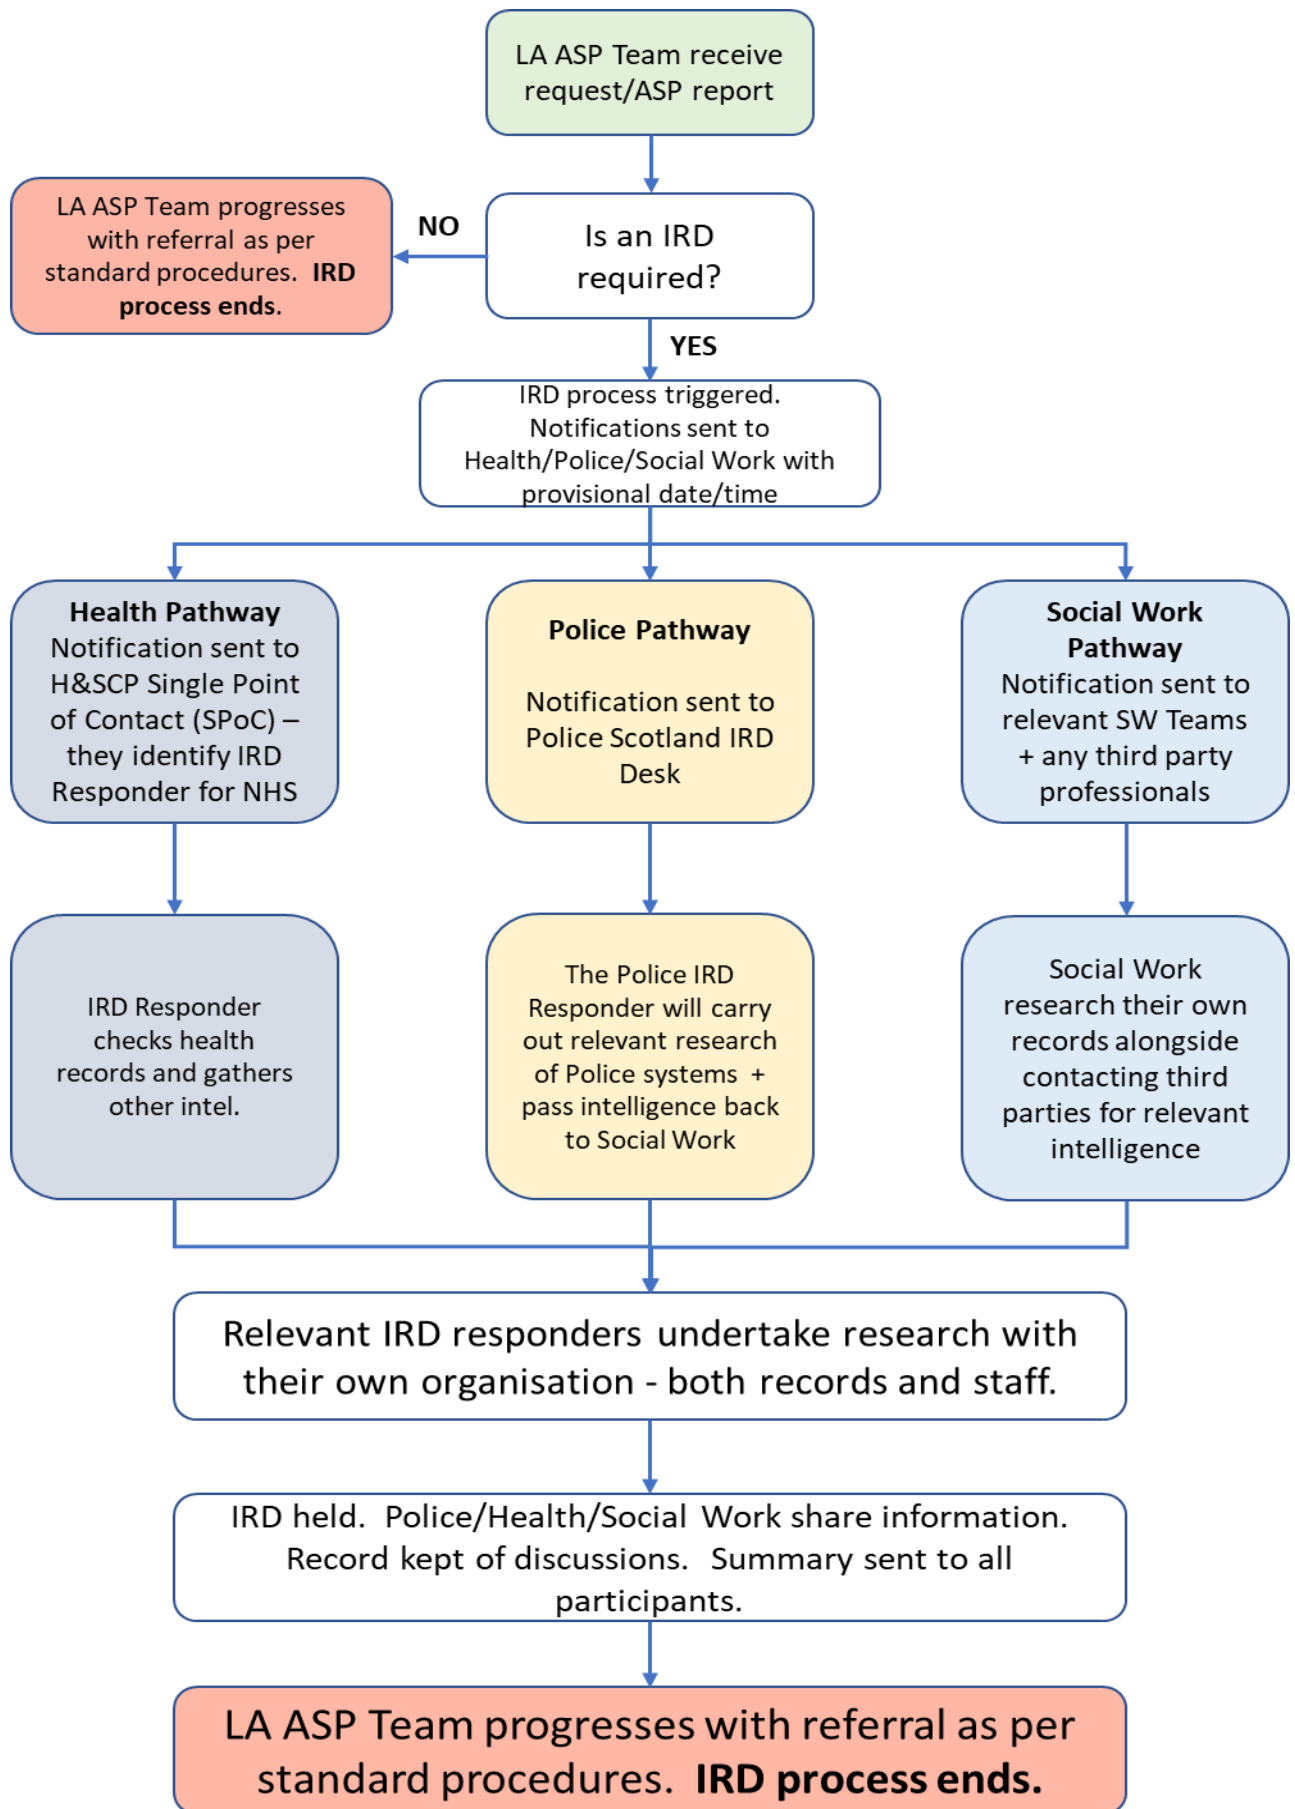 LA ASP Team receive
request/ASP report
LA ASP Team progresses
with referral as per
standard procedures.  IRD
process ends.
NO
Is an IRD
required?
YES
IRD process triggered.
Notifications sent to
Health/Police/Social Work with
provisional date/time
Health Pathway
Notification sent to
H&SCP Single Point
of Contact (SPoC) –
they identify IRD
Responder for NHS
Police Pathway
Notification sent to
Police Scotland IRD
Desk
Social Work
Pathway
Notification sent to
relevant SW Teams
+ any third party
professionals
IRD Responder
checks health
records and gathers
other intel.
The Police IRD
Responder will carry
out relevant research
of Police systems  +
pass intelligence back
to Social Work
Social Work
research their own
records alongside
contacting third
parties for relevant
intelligence
Relevant IRD responders undertake research with
their own organisation - both records and staff.
IRD held.  Police/Health/Social Work share information.
Record kept of discussions.  Summary sent to all
participants.
LA ASP Team progresses with referral as per
standard procedures.  IRD process ends.